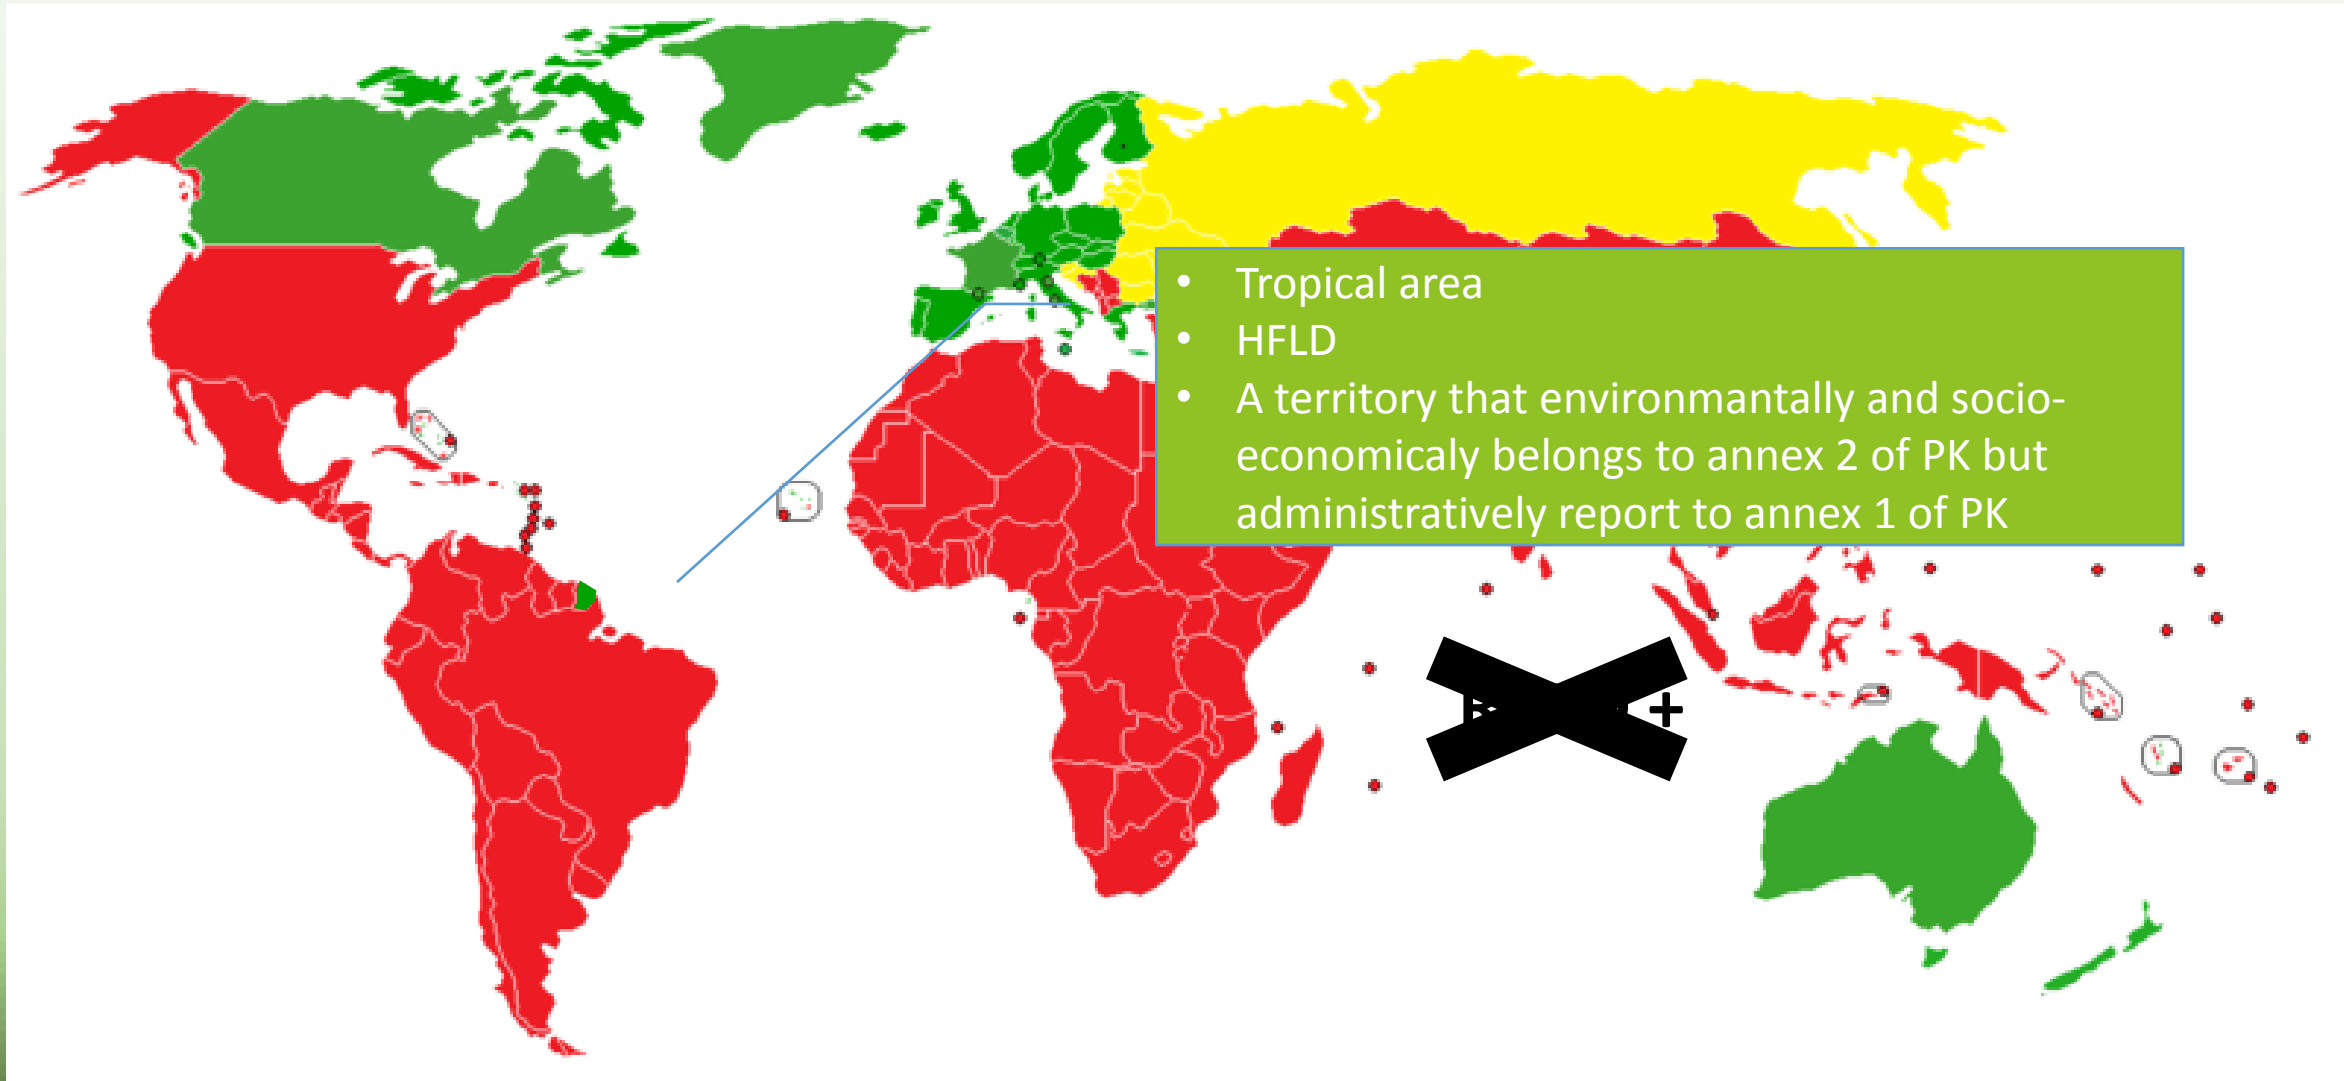 • Tropical area
• HFLD
• A territory that environmantally and socio-
economicaly belongs to annex 2 of PK but
administratively report to annex 1 of PK
+